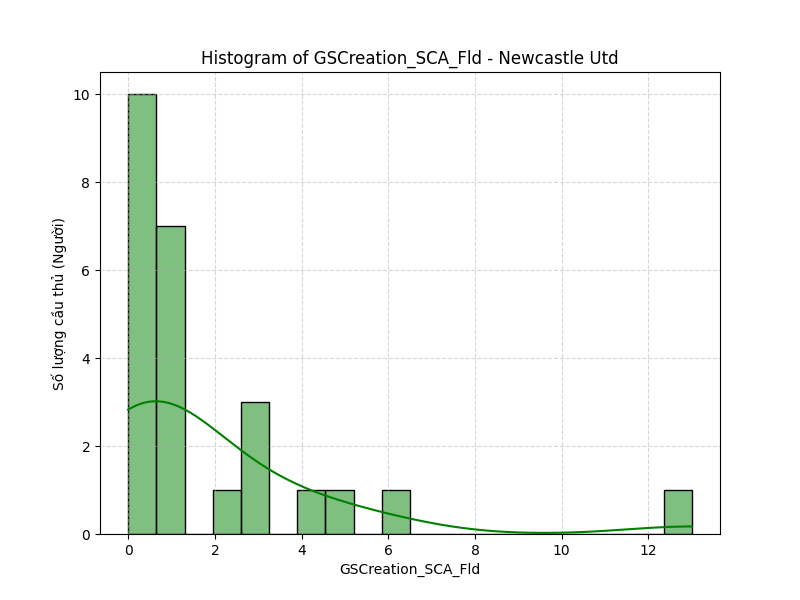 Histogram of GSCreation_SCA_Fld - Newcastle Utd
Số lượng cầu thủ (Người)
10
8
6
4
2
0
0 2 4 6 8 10 12
GSCreation_SCA_Fld